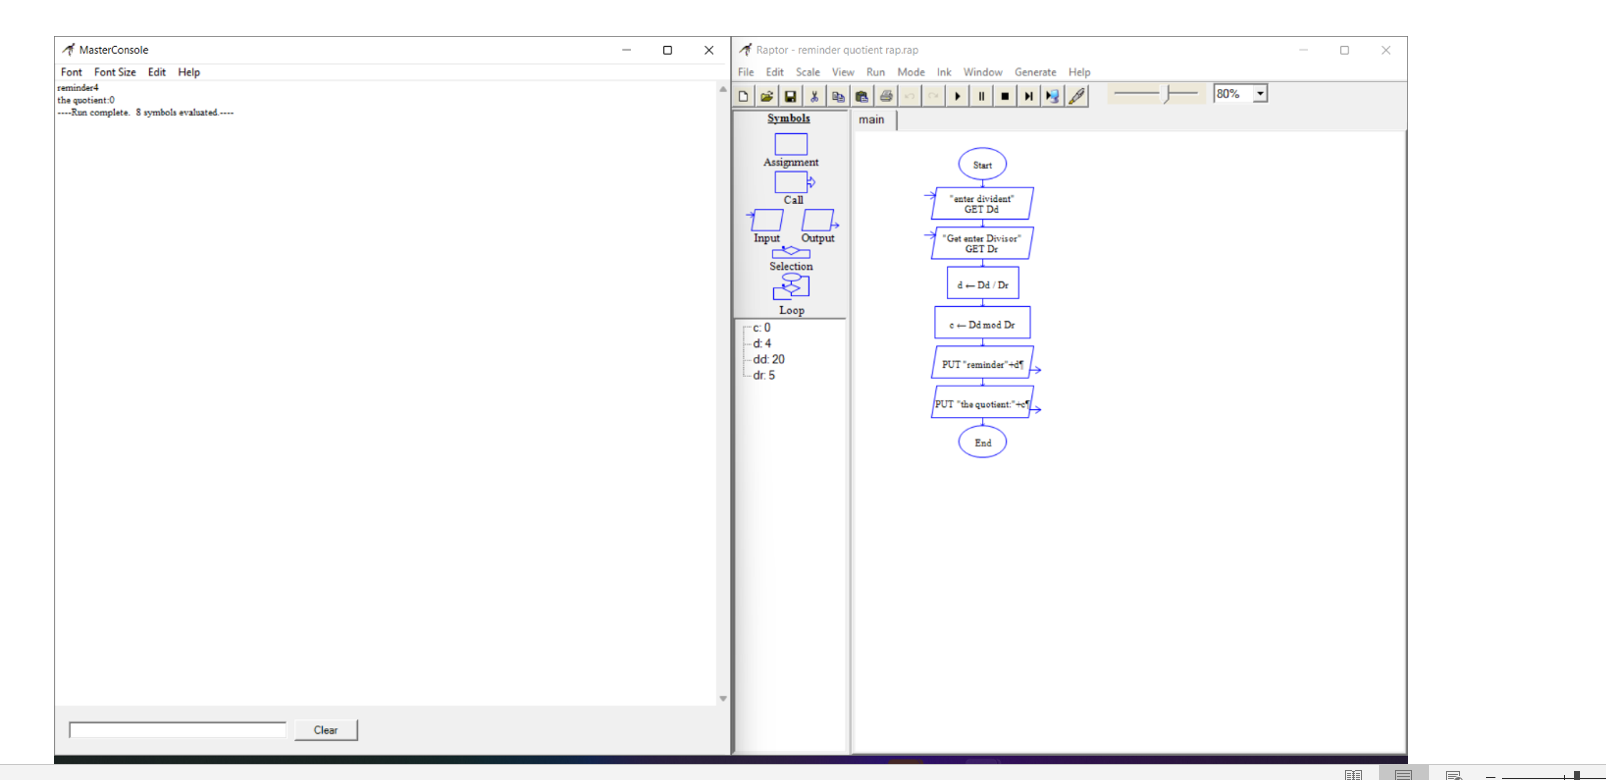 MasterConsole
Font Font Size Edit Help
reminder4
the quotient:0
----Run complete.  8 symbols evaluated.----
Clear
Raptor - reminder quotient rap.rap
File Edit Scale View Run Mode Ink Window Generate Help
80%
Symbols
Assignment
Call
Input Output
Selection
Loop
c: 0
d: 4
dd: 20
dr: 5
main
Start
"enter divident"
GET Dd
"Get enter Divisor"
GET Dr
d ← Dd / Dr
c ← Dd mod Dr
PUT "reminder"+d¶
PUT "the quotient:"+c¶
End